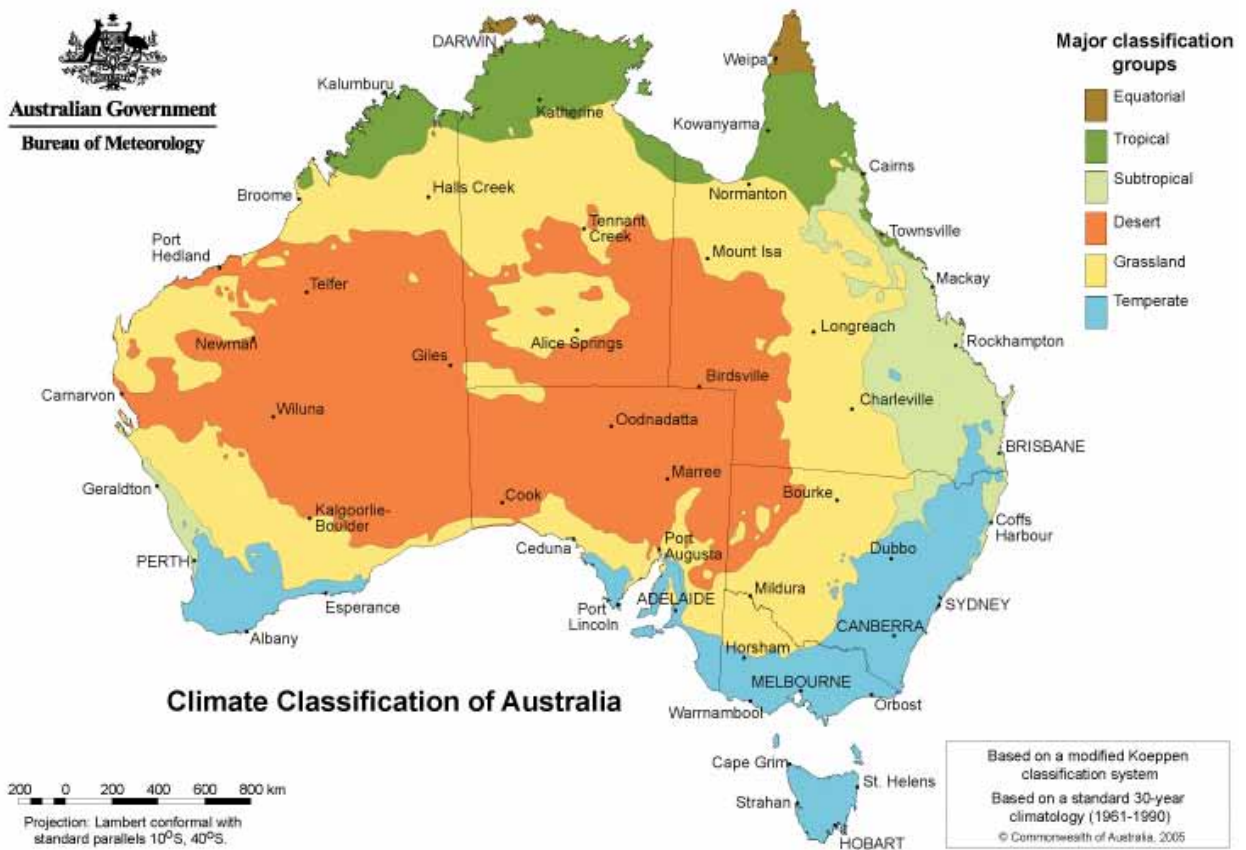 Australian Government
Bureau of Meteorology
Major classification
groups
Equatorial
Tropical
Subtropical
Desert
Grassland
Temperate
DARWIN
Weipa
Kalumburu
Katherine
Kowanyama
Cairns
Broome
Halls Creek
Normanton
Tennant
Creek
Townsville
Port
Hedland
Mount Isa
Telfer
Mackay
Newman
Alice Springs
Longreach
Rockhampton
Giles
Birdsville
Carnarvon
Wiluna
Charleville
Oodnadatta
BRISBANE
Marree
Geraldton
Cook
Bourke
Kalgoorlie-
Boulder
Coffs
Harbour
Ceduna
Port
Augusta
Dubbo
PERTH
Mildura
Esperance
Port
Lincoln
ADELAIDE
SYDNEY
Albany
CANBERRA
Horsham
MELBOURNE
Warrnambool
Orbost
Climate Classification of Australia
Cape Grim
St. Helens
Strahan
HOBART
200 0 200 400 600 800 km
Projection: Lambert conformal with
standard parallels 10°S, 40°S.
Based on a modified Koeppen
classification system
Based on a standard 30-year
climatology (1961-1990)
© Commonwealth of Australia, 2005